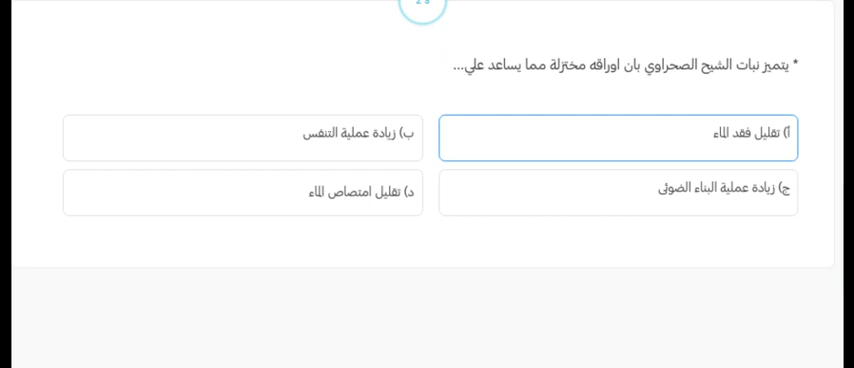 * يتميز نبات الشيح الصحراوي بان اوراقه مختزلة مما يساعد علي...
أ) تقليل فقد الماء
ب) زيادة عملية التنفس
ج) زيادة عملية البناء الضوئى
د) تقليل امتصاص الماء